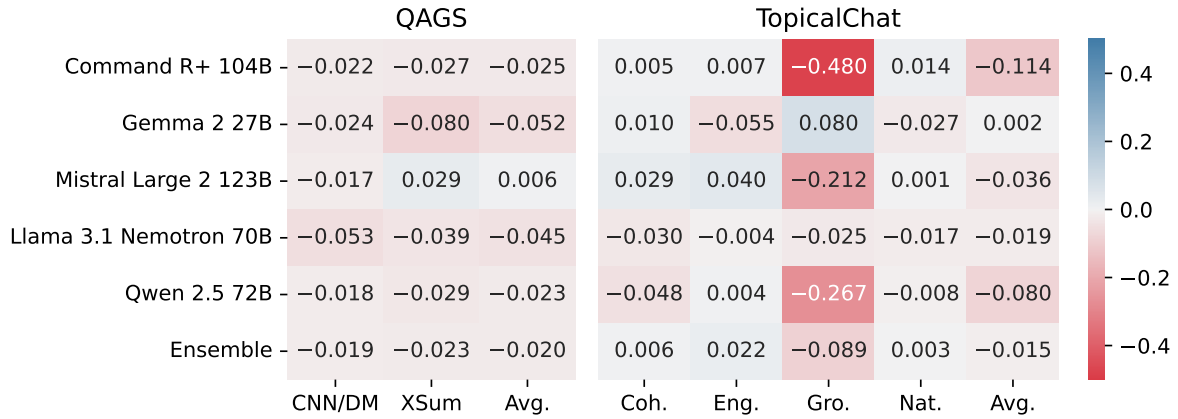 QAGS TopicalChat
Command R+ 104B −0.022 −0.027 −0.025 0.005 0.007 −0.480 0.014 −0.114
Gemma 2 27B −0.024 −0.080 −0.052 0.010 −0.055 0.080 −0.027 0.002
Mistral Large 2 123B −0.017 0.029 0.006 0.029 0.040 −0.212 0.001 −0.036
Llama 3.1 Nemotron 70B −0.053 −0.039 −0.045 −0.030 −0.004 −0.025 −0.017 −0.019
Qwen 2.5 72B −0.018 −0.029 −0.023 −0.048 0.004 −0.267 −0.008 −0.080
Ensemble −0.019 −0.023 −0.020 0.006 0.022 −0.089 0.003 −0.015
CNN/DM XSum Avg. Coh. Eng. Gro. Nat. Avg.
0.4
0.2
0.0
−0.2
−0.4